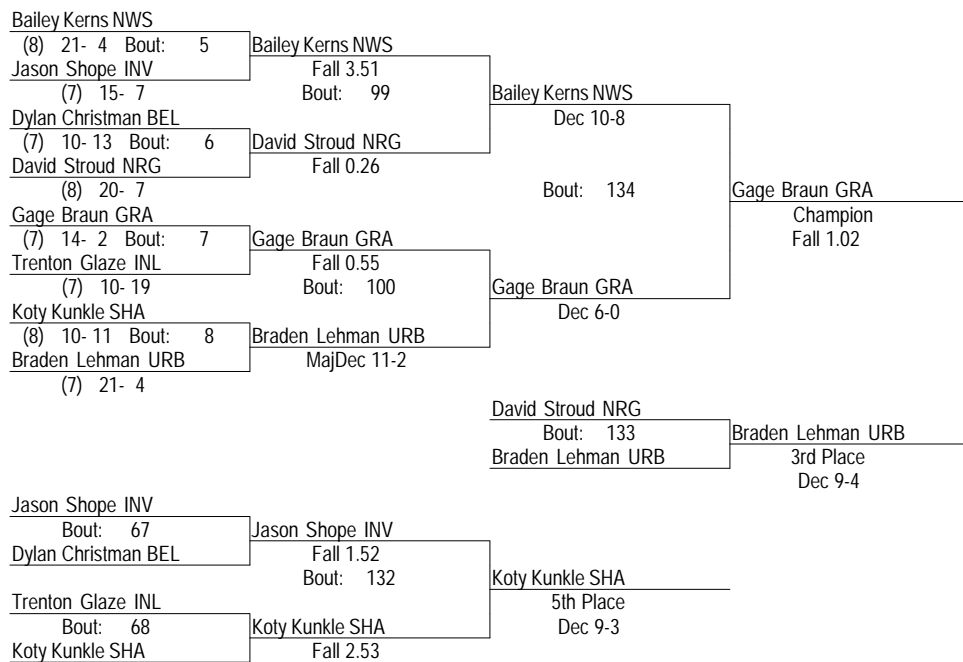 Bailey Kerns NWS
(8) 21- 4 Bout: 5
Jason Shope INV
(7) 15- 7
Dylan Christman BEL
(7) 10- 13 Bout: 6
David Stroud NRG
(8) 20- 7
Gage Braun GRA
(7) 14- 2 Bout: 7
Trenton Glaze INL
(7) 10- 19
Koty Kunkle SHA
(8) 10- 11 Bout: 8
Braden Lehman URB
(7) 21- 4
Bailey Kerns NWS
Fall 3.51
Bout: 99
David Stroud NRG
Fall 0.26
Gage Braun GRA
Fall 0.55
Bout: 100
Braden Lehman URB
MajDec 11-2
Bailey Kerns NWS
Dec 10-8
Bout: 134
Gage Braun GRA
Dec 6-0
Gage Braun GRA
Champion
Fall 1.02
David Stroud NRG
Bout: 133
Braden Lehman URB
Braden Lehman URB
3rd Place
Dec 9-4
Jason Shope INV
Bout: 67
Dylan Christman BEL
Trenton Glaze INL
Bout: 68
Koty Kunkle SHA
Jason Shope INV
Fall 1.52
Bout: 132
Koty Kunkle SHA
Fall 2.53
Koty Kunkle SHA
5th Place
Dec 9-3